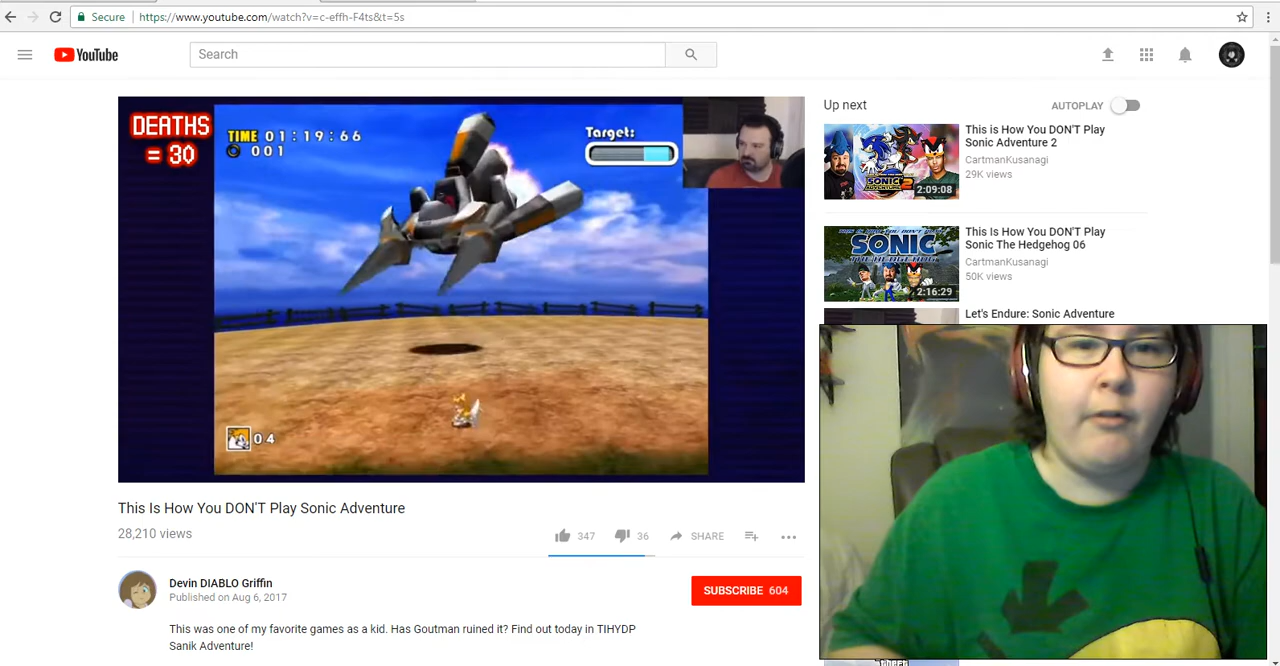 Secure https://www.youtube.com/watch?v=c-effh-F4ts&t=5s
YouTube
Search
DEATHS
= 30
TIME 01:19:66
001
Target:
04
This Is How You DON'T Play Sonic Adventure
28,210 views
347
36
SHARE
Devin DIABLO Griffin
Published on Aug 6, 2017
SUBSCRIBE 604
This was one of my favorite games as a kid. Has Goutman ruined it? Find out today in TIHYDP
Sanik Adventure!
Up next
AUTOPLAY
This is How You DON'T Play
Sonic Adventure 2
CartmanKusanagi
29K views
2:09:08
This Is How You DON'T Play
Sonic The Hedgehog 06
CartmanKusanagi
50K views
SONIC
2:16:29
Let's Endure: Sonic Adventure